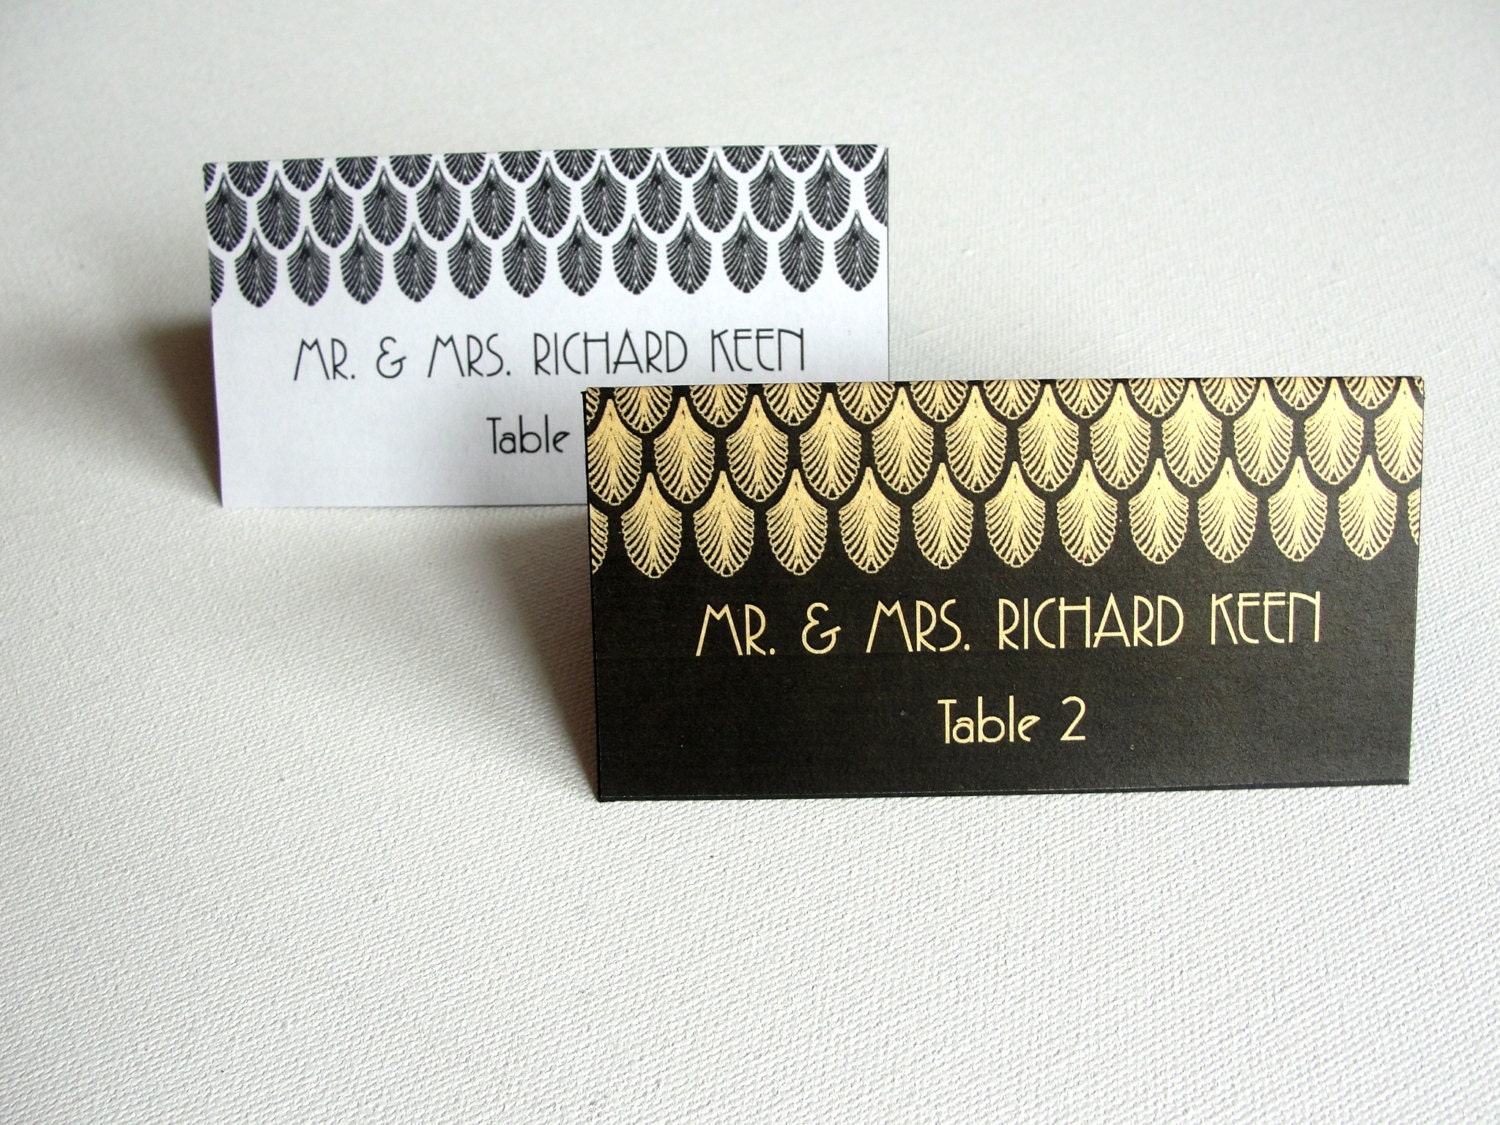 MR. & MRS. RICHARD KEEN
Table
MR. & MRS. RICHARD KEEN
Table 2